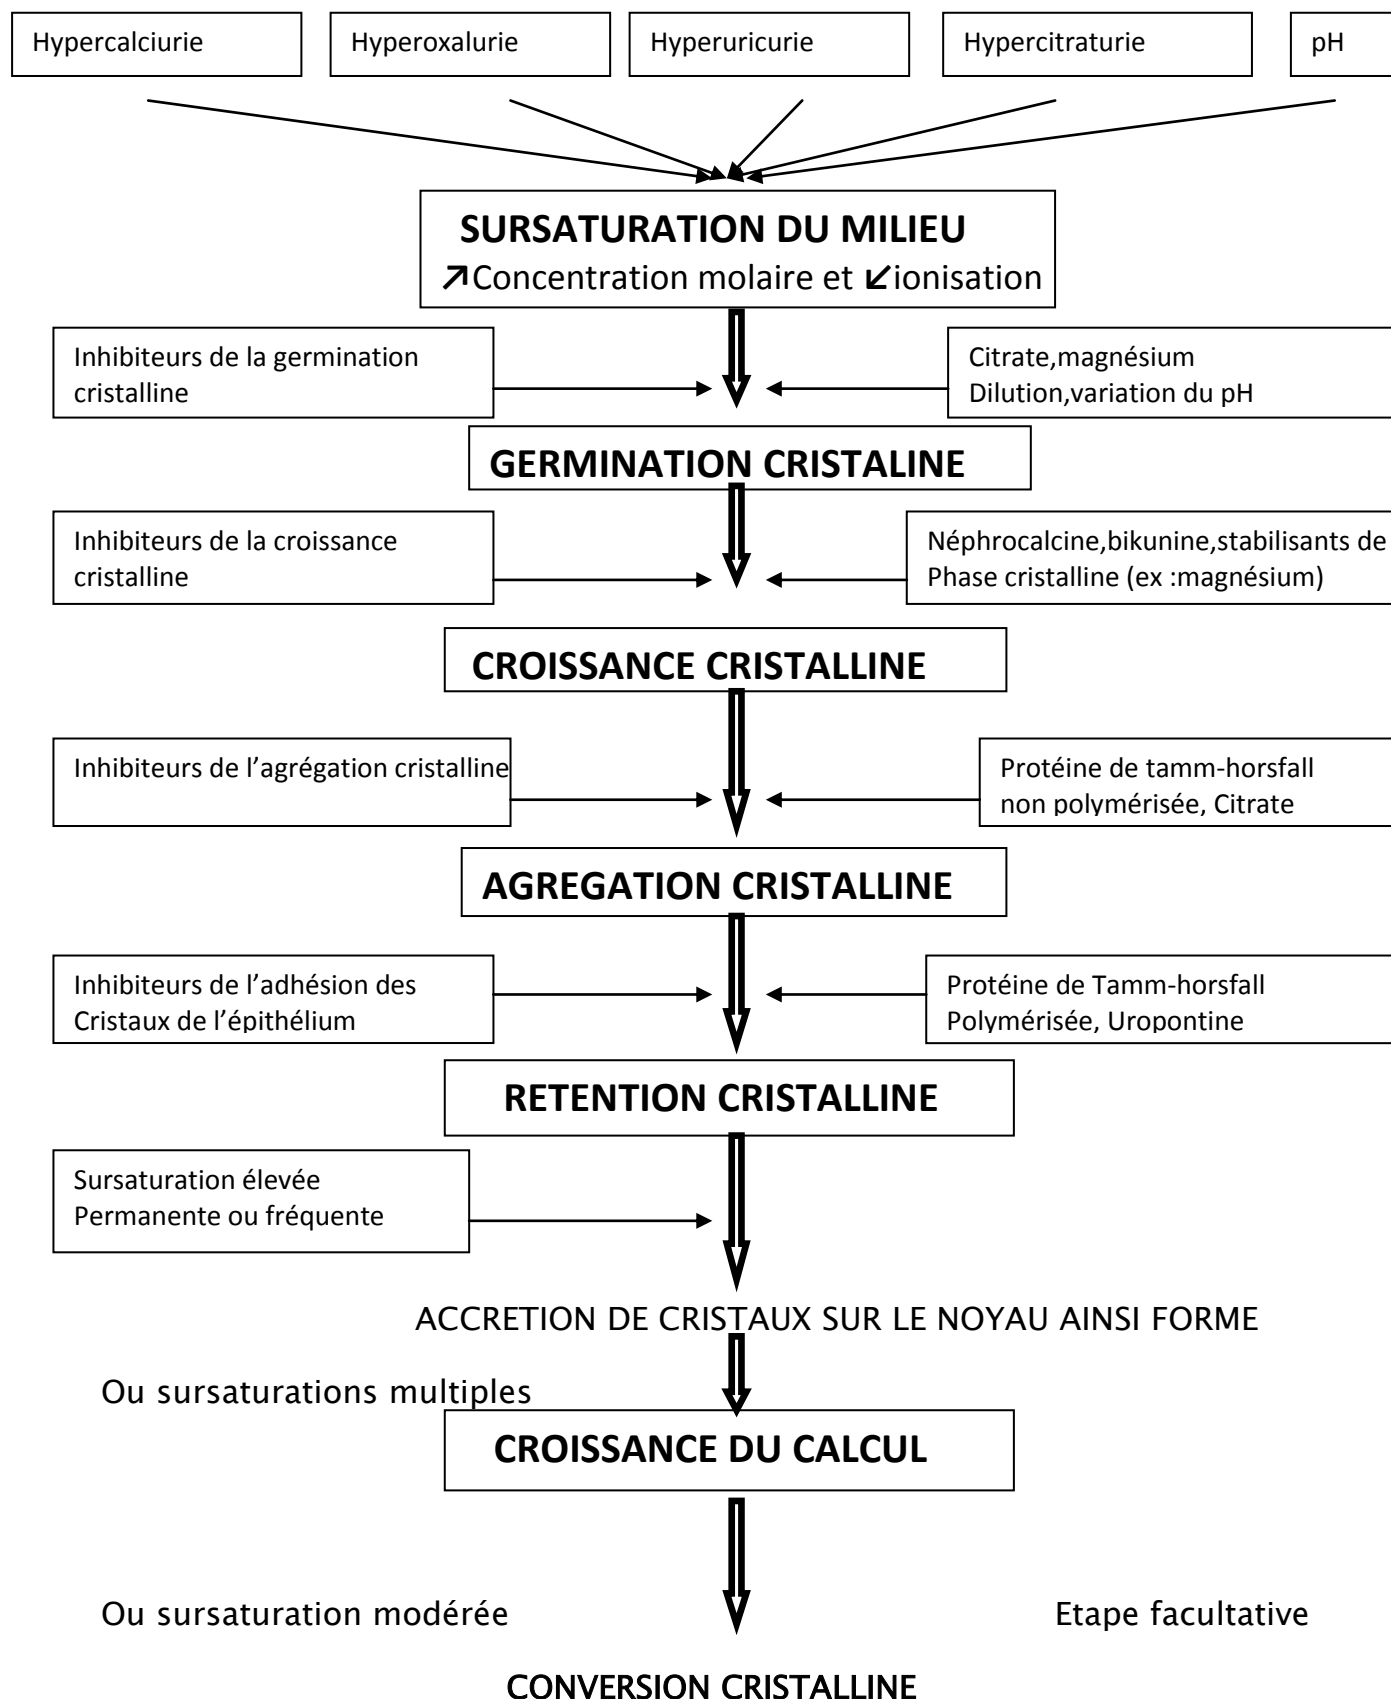 Hypercalciurie
Hyperoxalurie
Hyperuricurie
Hypercitraturie
pH
SURSATURATION DU MILIEU
↗Concentration molaire et ↙ionisation
Inhibiteurs de la germination
cristalline
Citrate,magnésium
Dilution,variation du pH
GERMINATION CRISTALINE
Inhibiteurs de la croissance
cristalline
Néphrocalcine,bikunine,stabilisants de
Phase cristalline (ex :magnésium)
CROISSANCE CRISTALLINE
Inhibiteurs de l’agrégation cristalline
Protéine de tamm-horsfall
non polymérisée, Citrate
AGREGATION CRISTALLINE
Inhibiteurs de l’adhésion des
Cristaux de l’épithélium
Protéine de Tamm-horsfall
Polymérisée, Uropontine
RETENTION CRISTALLINE
Sursaturation élevée
Permanente ou fréquente
ACCRETION DE CRISTAUX SUR LE NOYAU AINSI FORME
Ou sursaturations multiples
CROISSANCE DU CALCUL
Ou sursaturation modérée
Etape facultative
CONVERSION CRISTALLINE